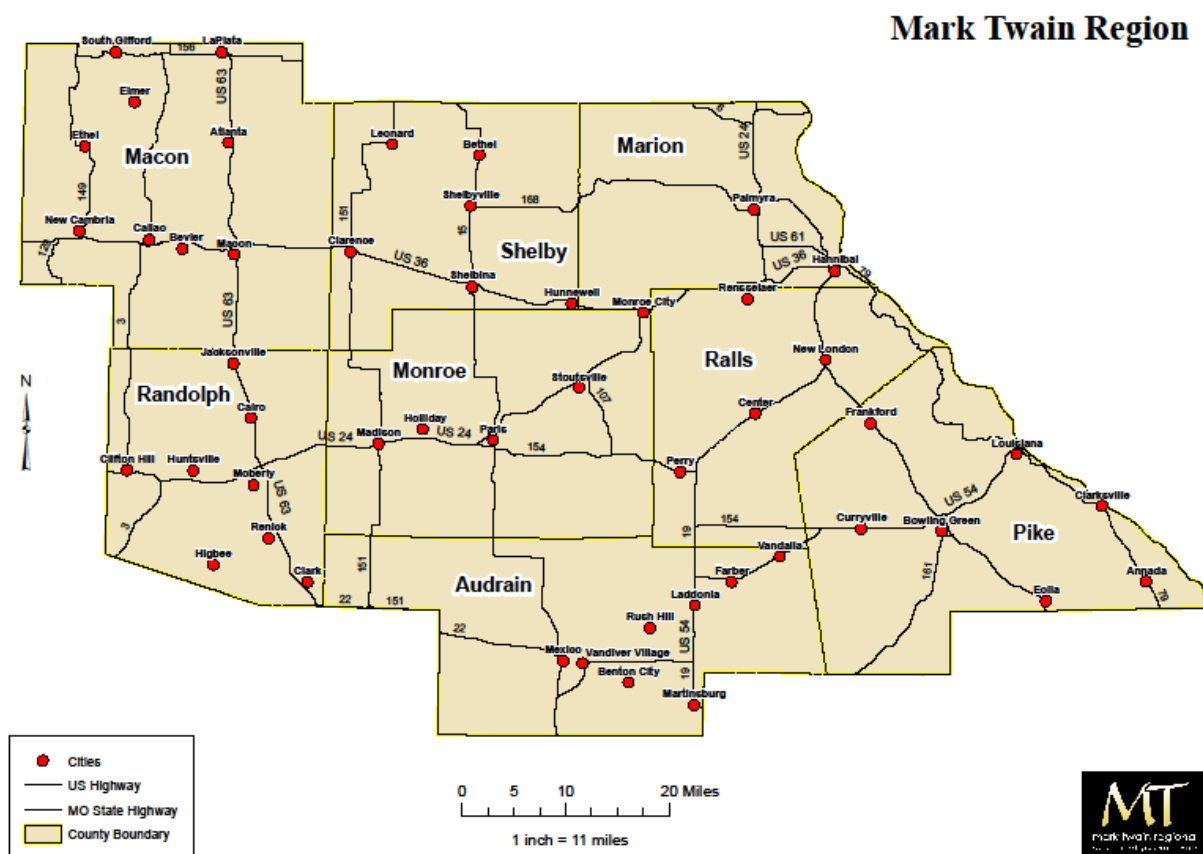 Mark Twain Region
South Gifford
156
LaPlata
US 63
Elmer
Ethel
Atlanta
Macon
149
New Cambria
Callao
Bevier
Macon
129
3
US 63
Leonard
Bethel
Shelbyville
168
151
15
Clarence
US 36
Shelby
Shelbina
Hunnewell
Marion
6
US 24
Palmyra
US 61
US 36
Hannibal
79
Monroe City
Rensselaer
Jacksonville
Randolph
Cairo
Clifton Hill
Huntsville
Moberly
US 24
US 63
3
Renick
Higbee
Clark
Monroe
Stoutsville
107
Holliday
Madison
US 24
Paris
154
Ralls
New London
Center
Perry
19
154
Frankford
Louisiana
US 54
Clarksville
Curryville
Bowling Green
Pike
161
Eolia
Annada
79
Vandalia
Farber
Audrain
151
22
151
22
Laddonia
Rush Hill
US 54
Mexico
Vandiver Village
Benton City
19
Martinsburg
N
Cities
US Highway
MO State Highway
County Boundary
0 5 10 20 Miles
1 inch = 11 miles
MT
mark twain regional